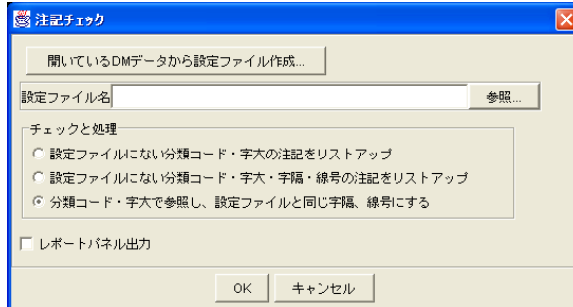 注記チェック
開いているDMデータから設定ファイル作成...
設定ファイル名
参照...
チェックと処理
設定ファイルにない分類コード・字大の注記をリストアップ
設定ファイルにない分類コード・字大・字隔・線号の注記をリストアップ
分類コード・字大で参照し、設定ファイルと同じ字隔、線号にする
レポートパネル出力
OK キャンセル